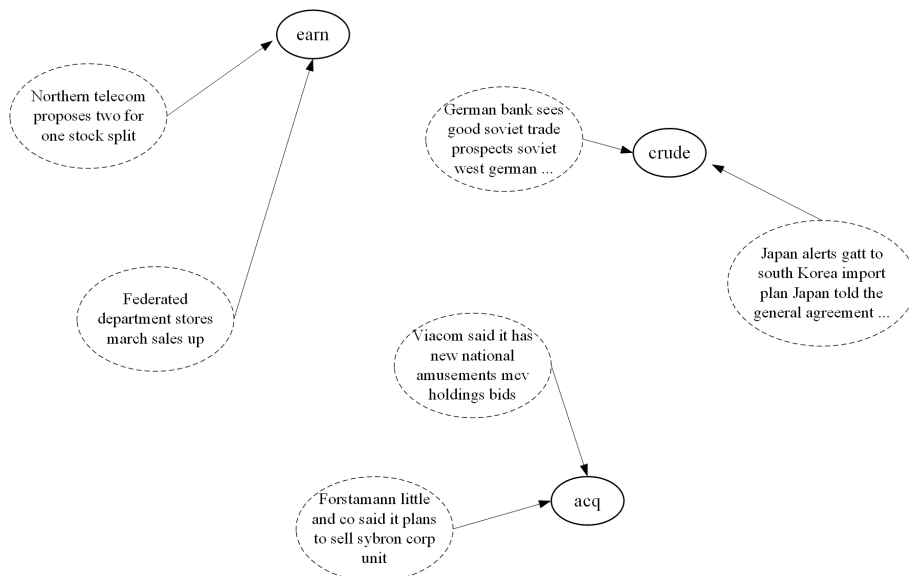 earn
Northern telecom
proposes two for
one stock split
German bank sees
good soviet trade
prospects soviet
west german ...
crude
Japan alerts gatt to
south Korea import
plan Japan told the
general agreement ...
Federated
department stores
march sales up
Viacom said it has
new national
amusements mcv
holdings bids
Forstamann little
and co said it plans
to sell sybron corp
unit
acq